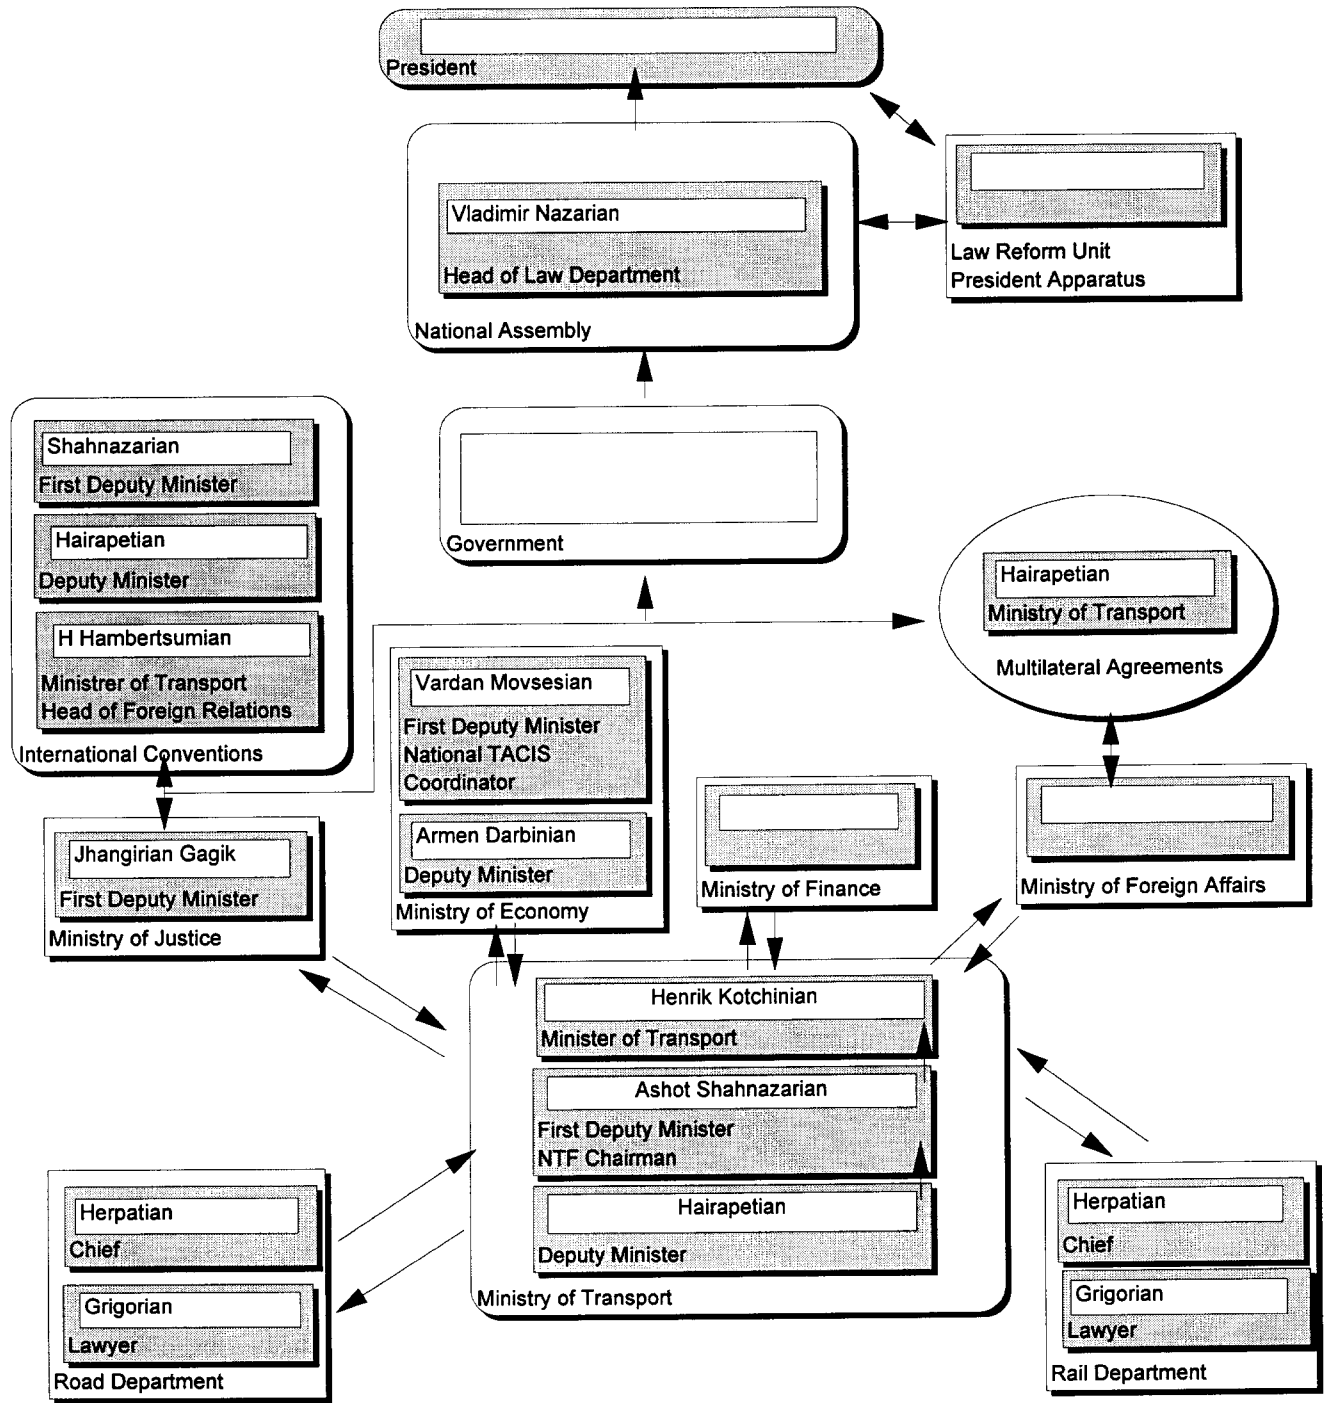 President
Vladimir Nazarian
Head of Law Department
National Assembly
Law Reform Unit
President Apparatus
Shahnazarian
First Deputy Minister
Hairapetian
Deputy Minister
H Hambertsumian
Ministrer of Transport
Head of Foreign Relations
International Conventions
Government
Hairapetian
Ministry of Transport
Multilateral Agreements
Vardan Movsesian
First Deputy Minister
National TACIS
Coordinator
Armen Darbinian
Deputy Minister
Ministry of Economy
Ministry of Finance
Ministry of Foreign Affairs
Jhangirian Gagik
First Deputy Minister
Ministry of Justice
Henrik Kotchinian
Minister of Transport
Ashot Shahnazarian
First Deputy Minister
NTF Chairman
Hairapetian
Deputy Minister
Ministry of Transport
Herpatian
Chief
Grigorian
Lawyer
Road Department
Herpatian
Chief
Grigorian
Lawyer
Rail Department